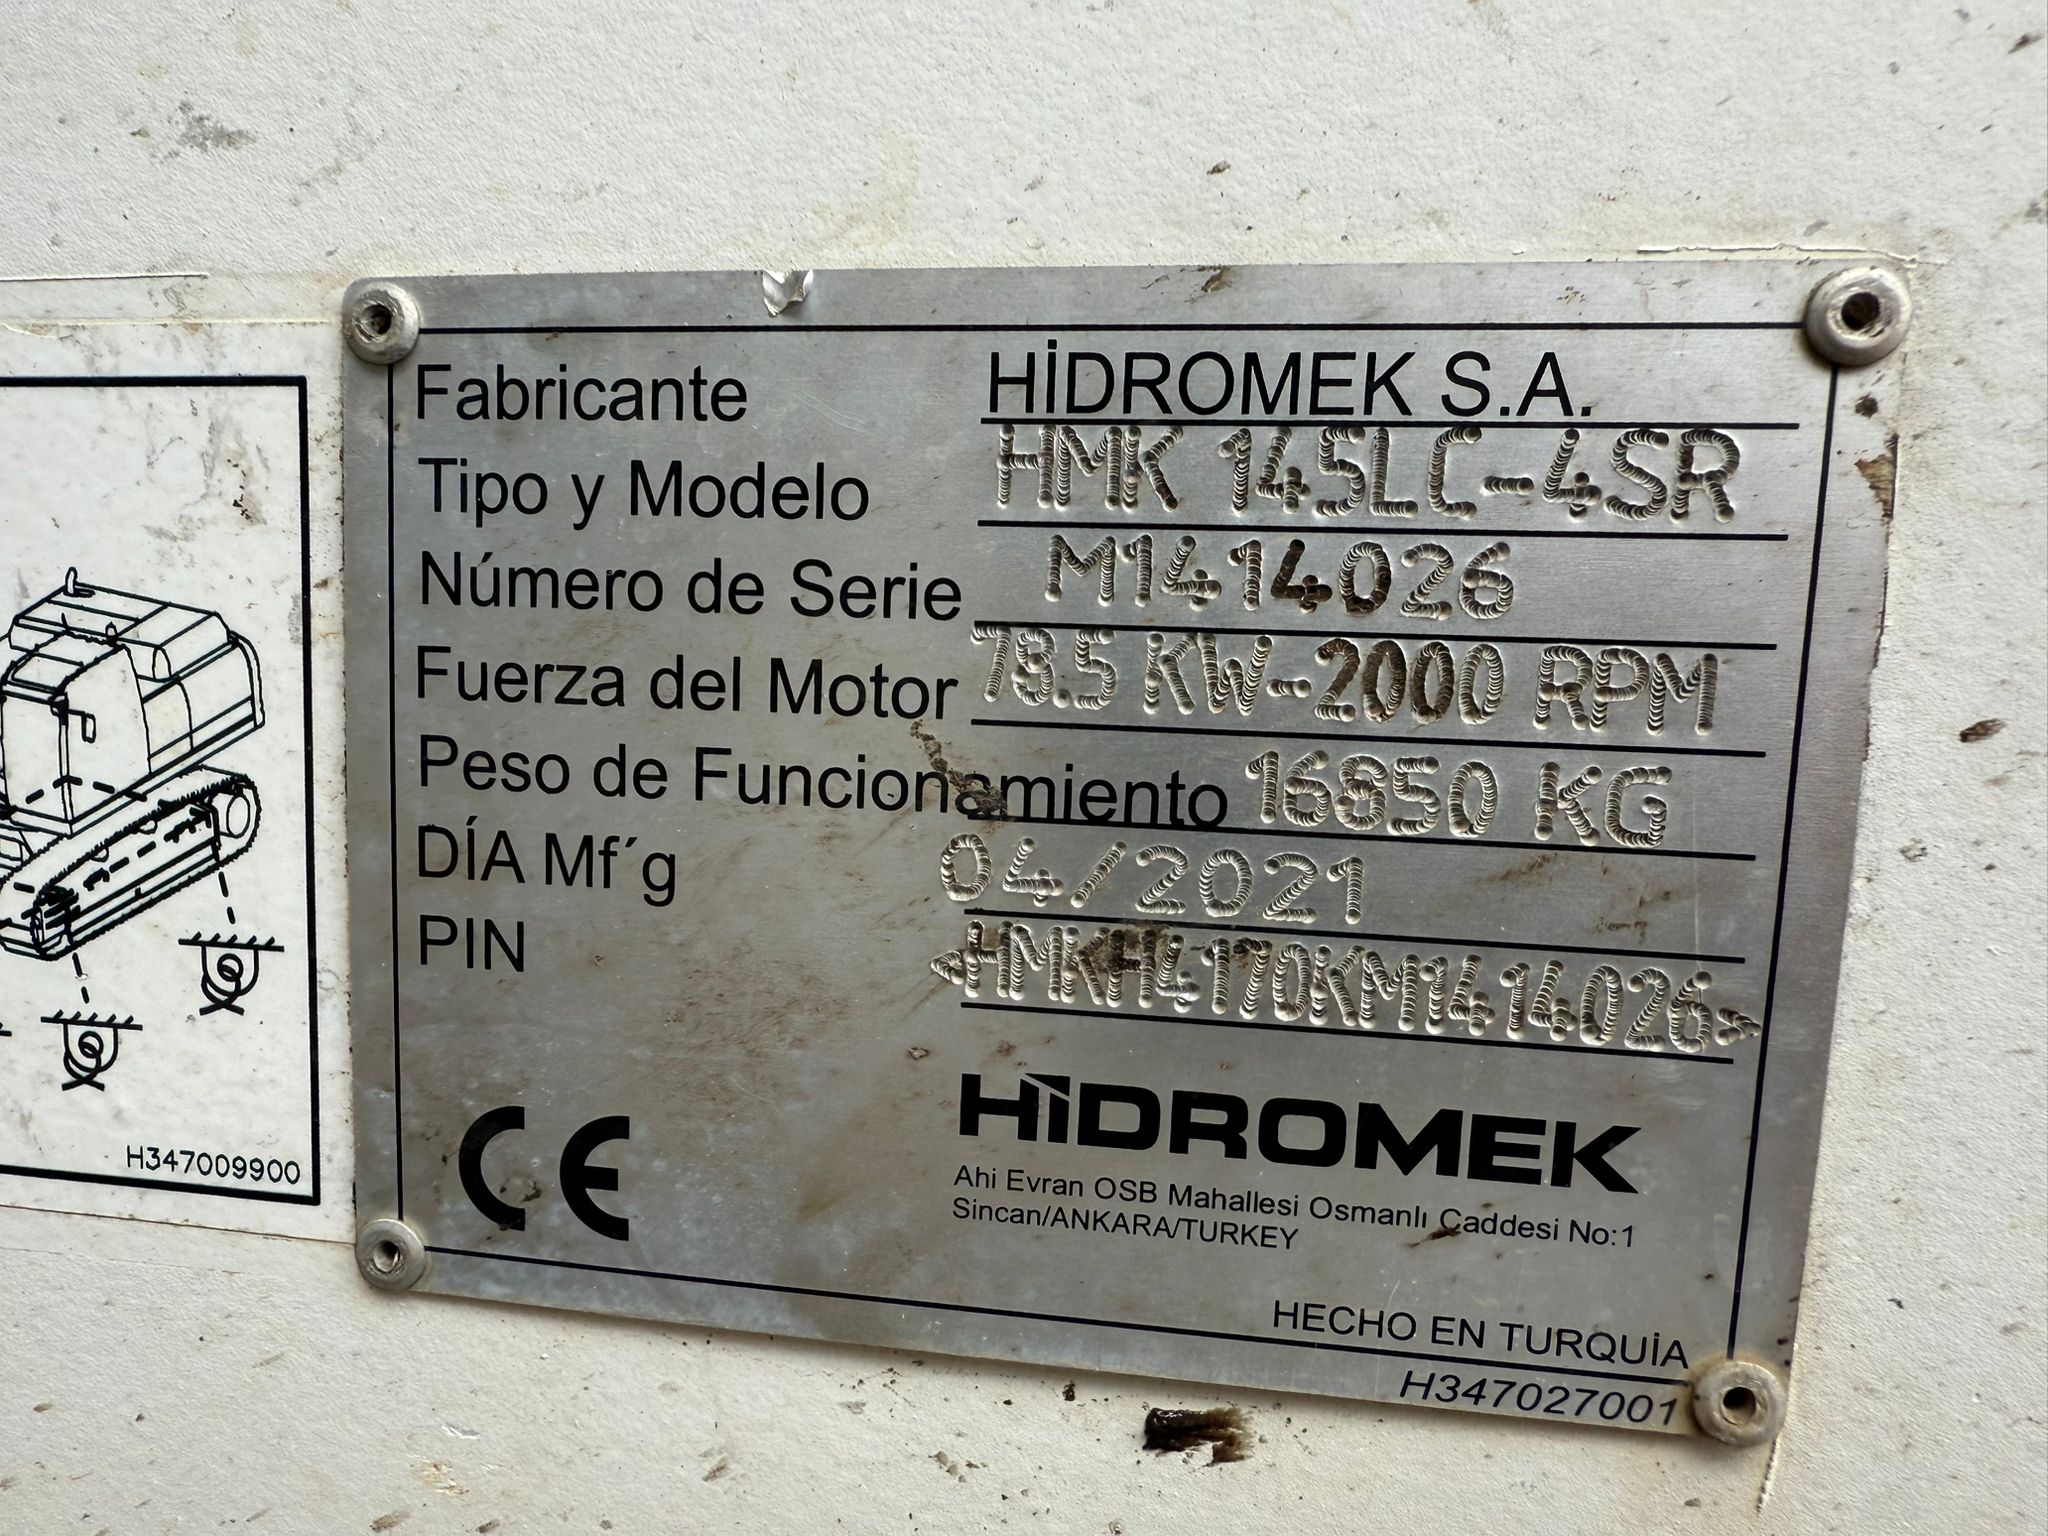 Fabricante HİDROMEK S.A.
Tipo y Modelo HMK 145LC-4SR
Número de Serie M1414026
Fuerza del Motor 78.5 KW-2000 RPM
Peso de Funcionamiento 16850 KG
DÍA Mf´g 04/2021
PIN <HMKH4170KM1414026>
HİDROMEK
Ahi Evran OSB Mahallesi Osmanlı Caddesi No:1
Sincan/ANKARA/TURKEY
HECHO EN TURQUİA
H347027001
H347009900